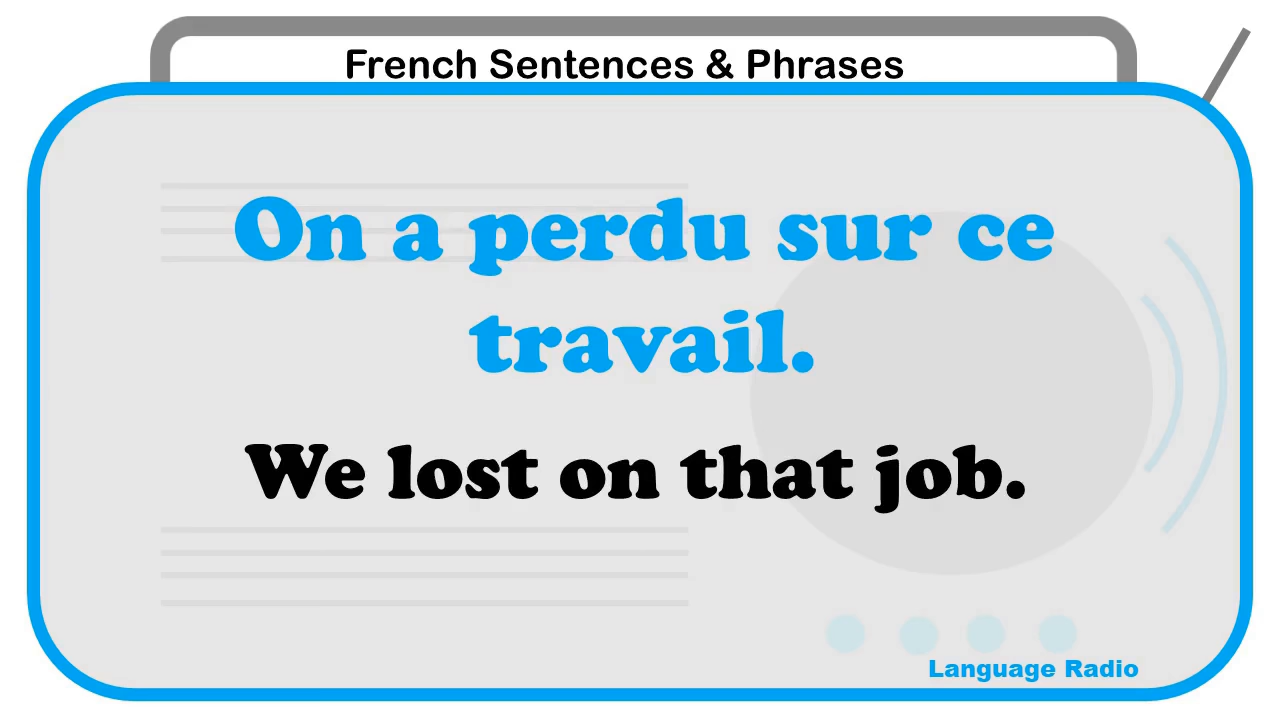 French Sentences & Phrases
On a perdu sur ce
travail.
We lost on that job.
Language Radio